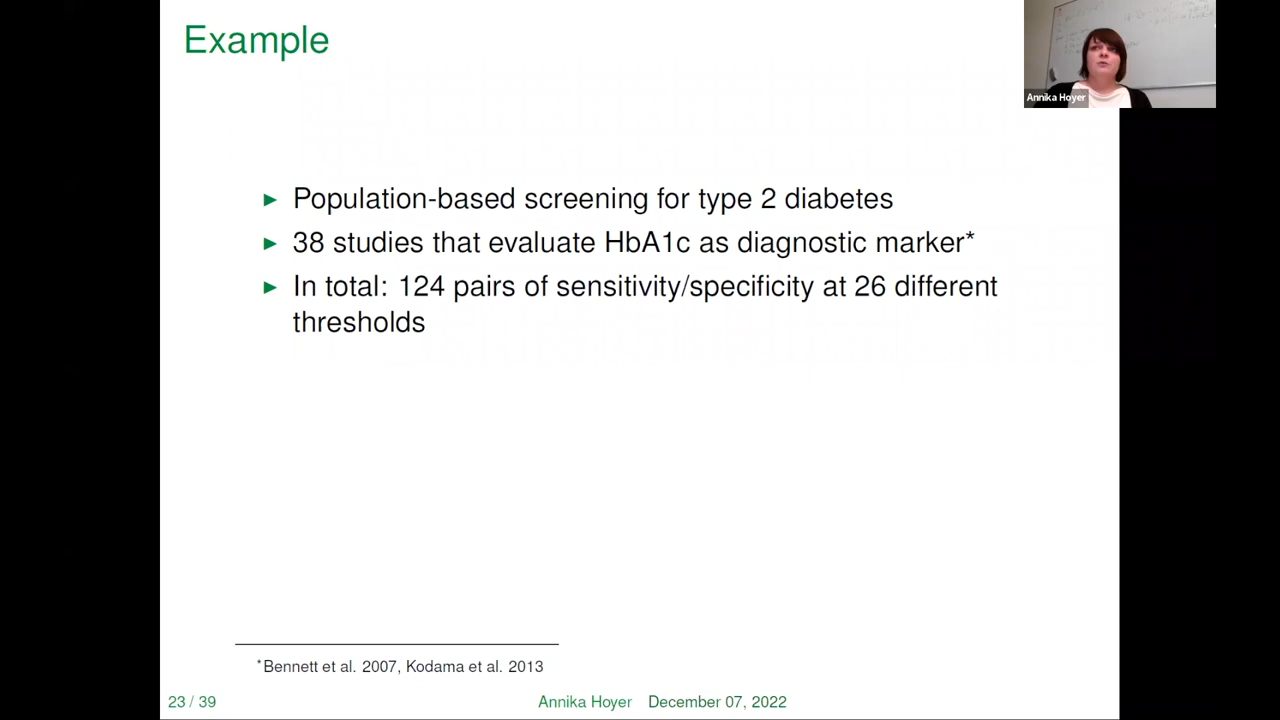 Example
Annika Hoyer
► Population-based screening for type 2 diabetes
► 38 studies that evaluate HbA1c as diagnostic marker*
► In total: 124 pairs of sensitivity/specificity at 26 different
thresholds
*Bennett et al. 2007, Kodama et al. 2013
23 / 39
Annika Hoyer December 07, 2022